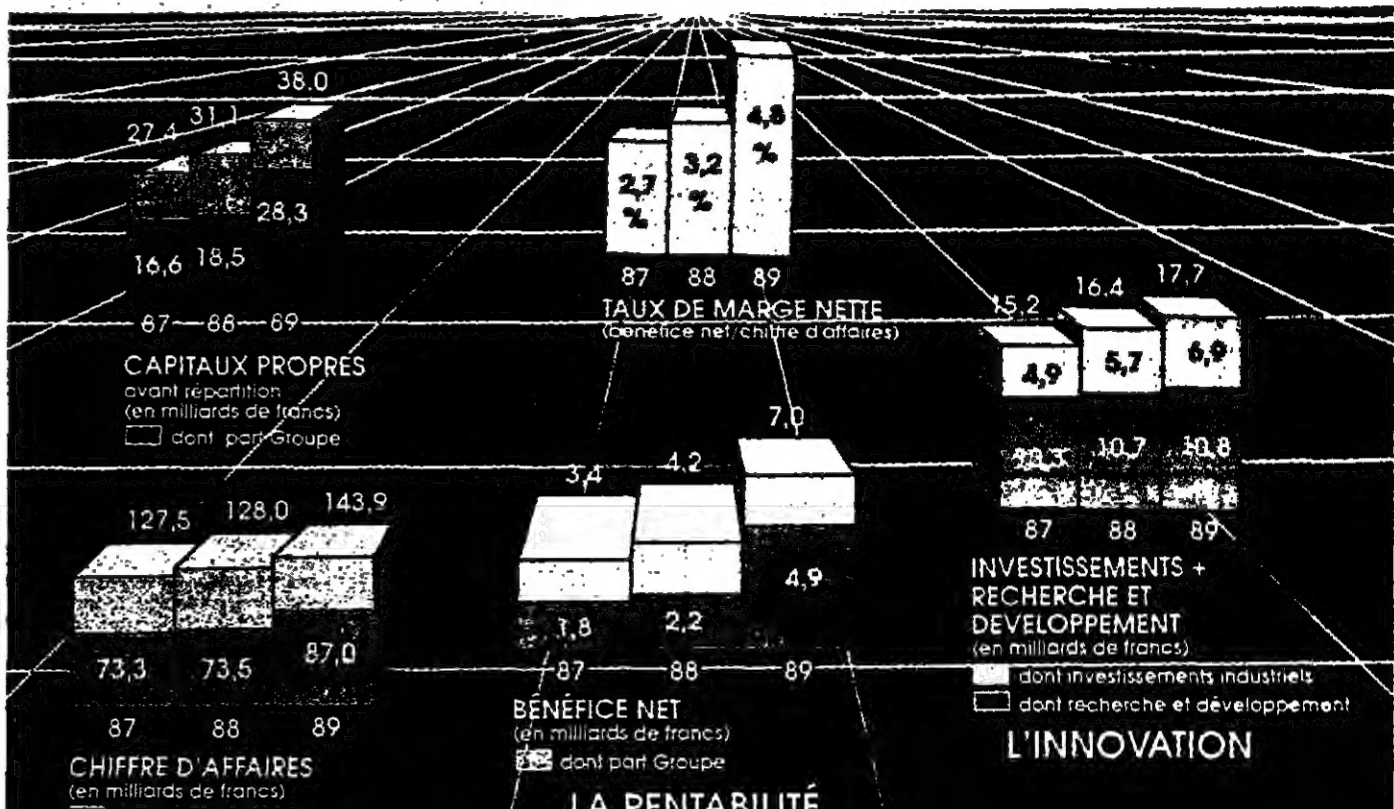 38,0
31,1
27,4
28,3
18,5
16,6
87 88 89
CAPITAUX PROPRES
avant répartition
(en milliards de francs)
dont part Groupe
127,5 128,0 143,9
73,3 73,5 87,0
87 88 89
CHIFFRE D'AFFAIRES
(en milliards de francs)
4,8
%
3,2
%
2,7
%
87 88 89
TAUX DE MARGE NETTE
(bénéfice net/chiffre d'affaires)
7,0
4,2
3,4
4,9
2,2
1,8
87 88 89
BÉNÉFICE NET
(en milliards de francs)
dont part Groupe
LA RENTABILITÉ
17,7
16,4
15,2
4,9 5,7 6,9
10,3 10,7 10,8
87 88 89
INVESTISSEMENTS +
RECHERCHE ET
DEVELOPPEMENT
(en milliards de francs)
dont investissements industriels
dont recherche et développement
L'INNOVATION